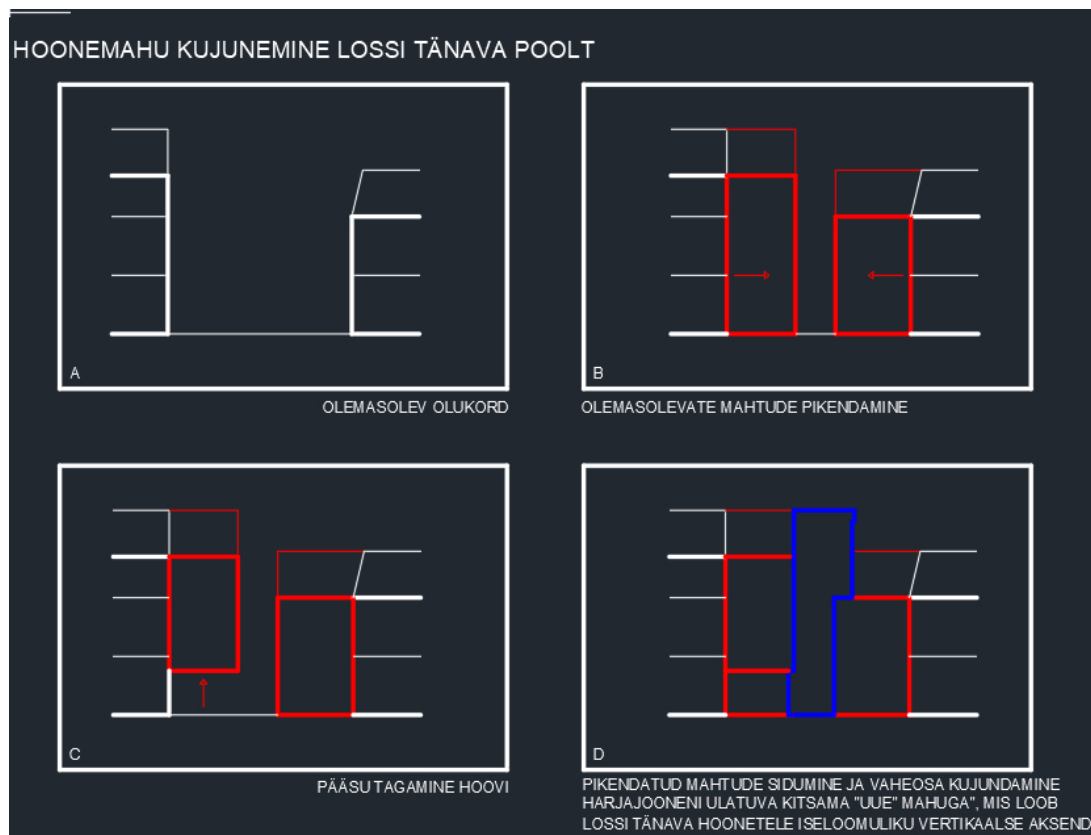 HOONEMAHU KUJUNEMINE LOSSI TÄNAVA POOLT
A
OLEMASOLEV OLUKORD
B
OLEMASOLEVATE MAHTUDE PIKENDAMINE
C
PÄÄSU TAGAMINE HOOVI
D
PIKENDATUD MAHTUDE SIDUMINE JA VAHEOSA KUJUNDAMINE
HARJAJOONENI ULATUVA KITSAMA "UUE" MAHUGA", MIS LOOB
LOSSI TÄNAVA HOONETELE ISELOOMULIKU VERTIKAALSE AKSEND